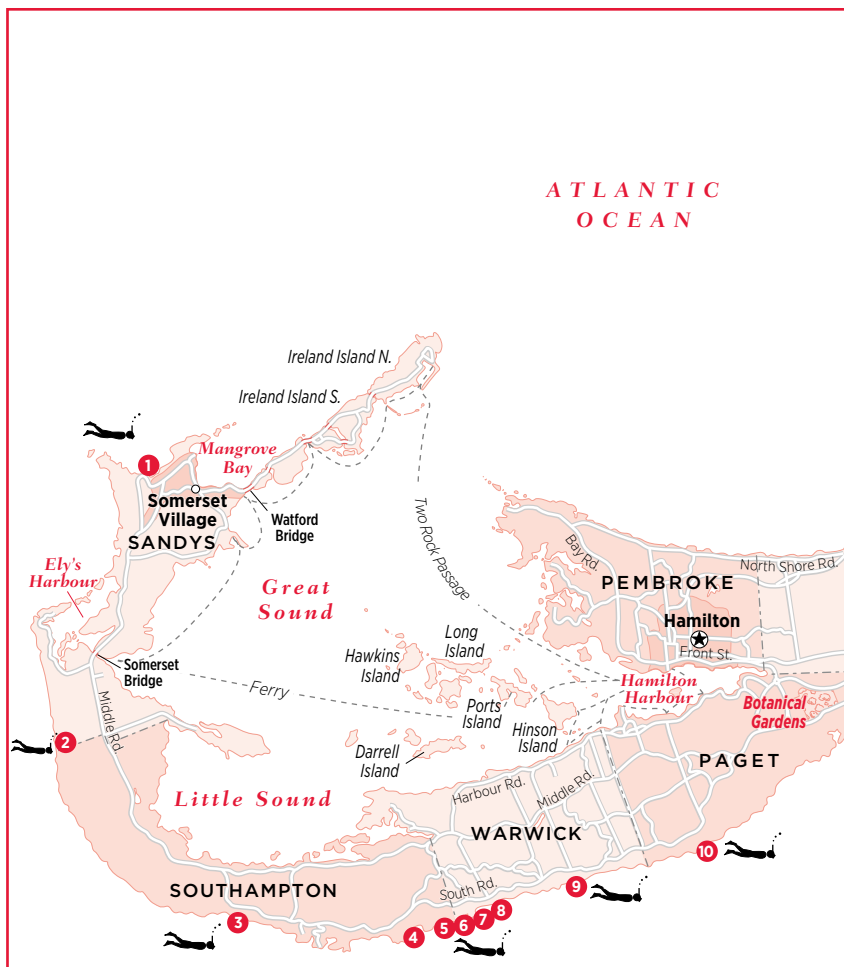 ATLANTIC
OCEAN
Ireland Island N.
Ireland Island S.
Mangrove
Bay
1
Somerset
Village
Watford
Bridge
SANDYS
Two Rock Passage
Bay Rd.
North Shore Rd.
Ely's
Harbour
Great
Sound
PEMBROKE
Hamilton
Front St.
Long
Island
Hawkins
Island
Somerset
Bridge
Ferry
Hamilton
Harbour
Ports
Island
Botanical
Gardens
Middle Rd.
2
Hinson
Island
Darrell
Island
PAGET
Little Sound
Harbour Rd.
Middle Rd.
WARWICK
10
SOUTHAMPTON
South Rd.
9
3
4
5
6
7
8